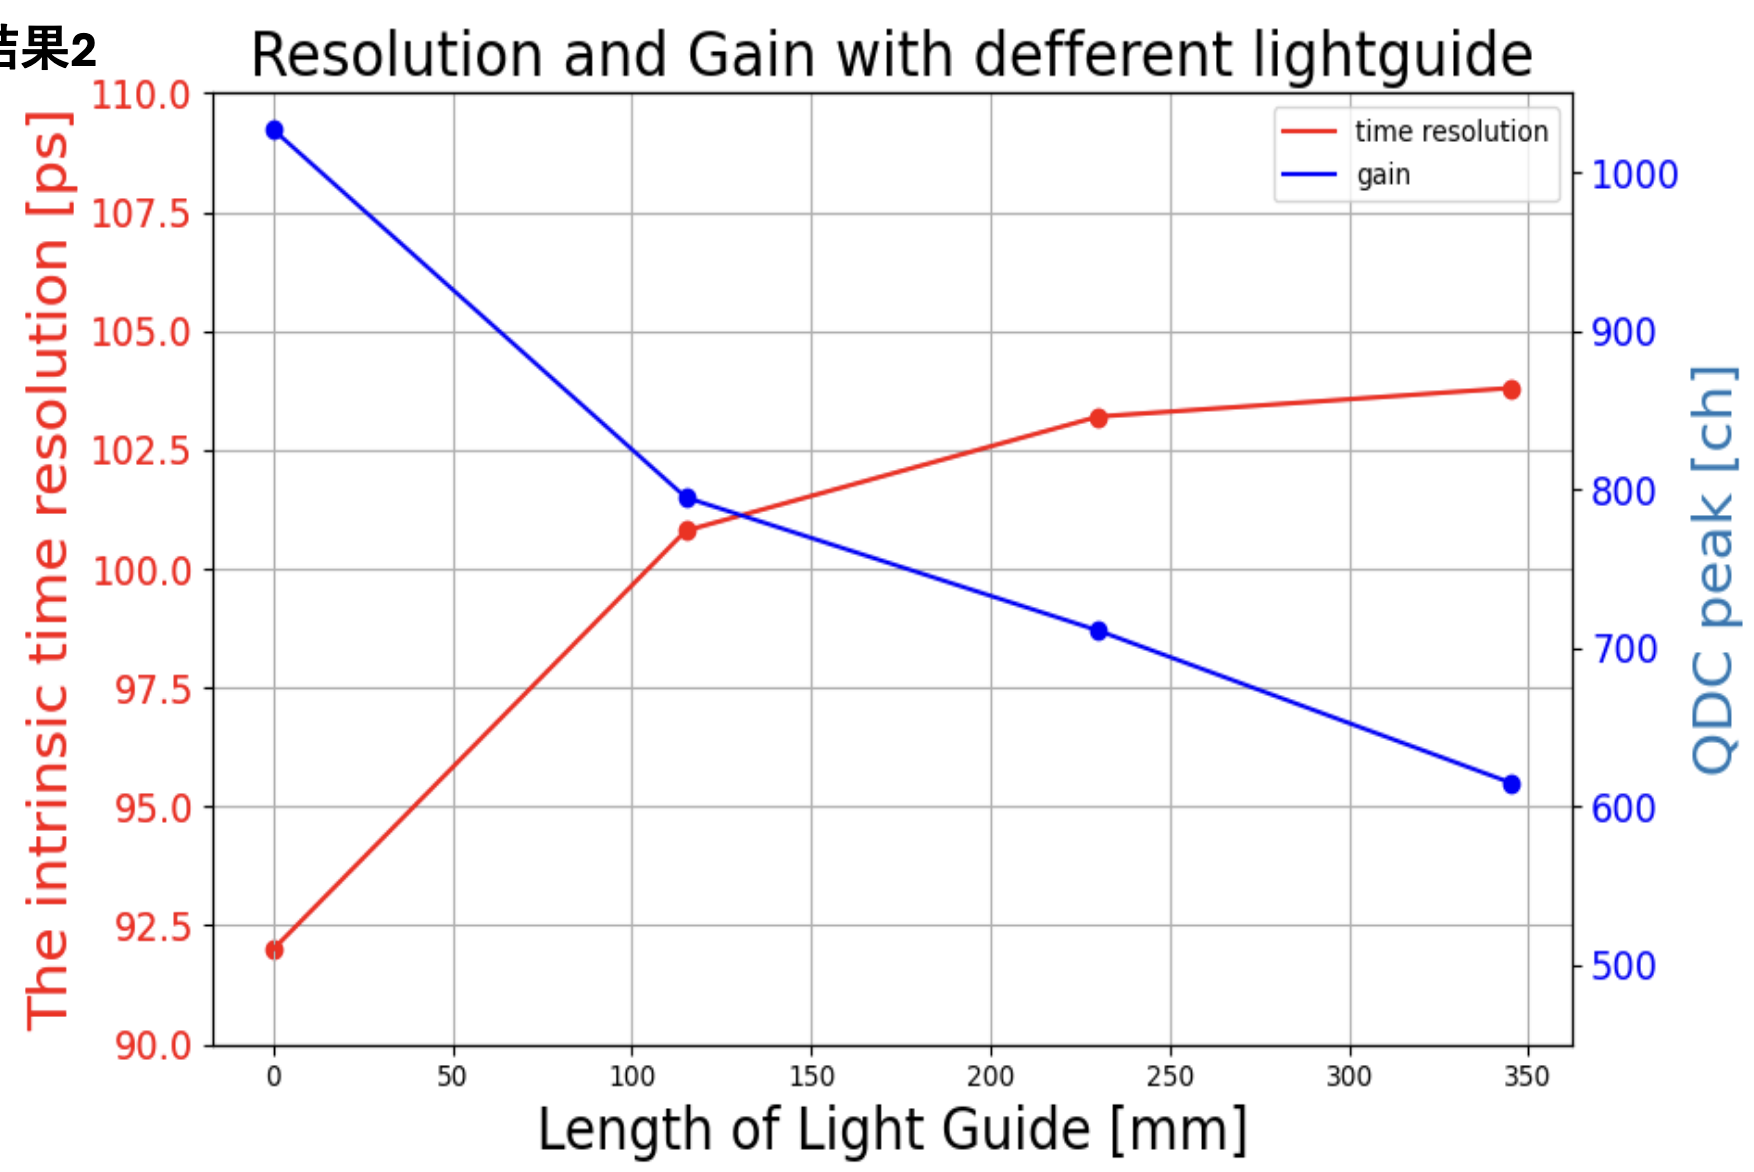 結果2
Resolution and Gain with defferent lightguide
The intrinsic time resolution [ps]
110.0
107.5
105.0
102.5
100.0
97.5
95.0
92.5
90.0
time resolution
gain
1000
900
800
700
600
500
QDC peak [ch]
0 50 100 150 200 250 300 350
Length of Light Guide [mm]